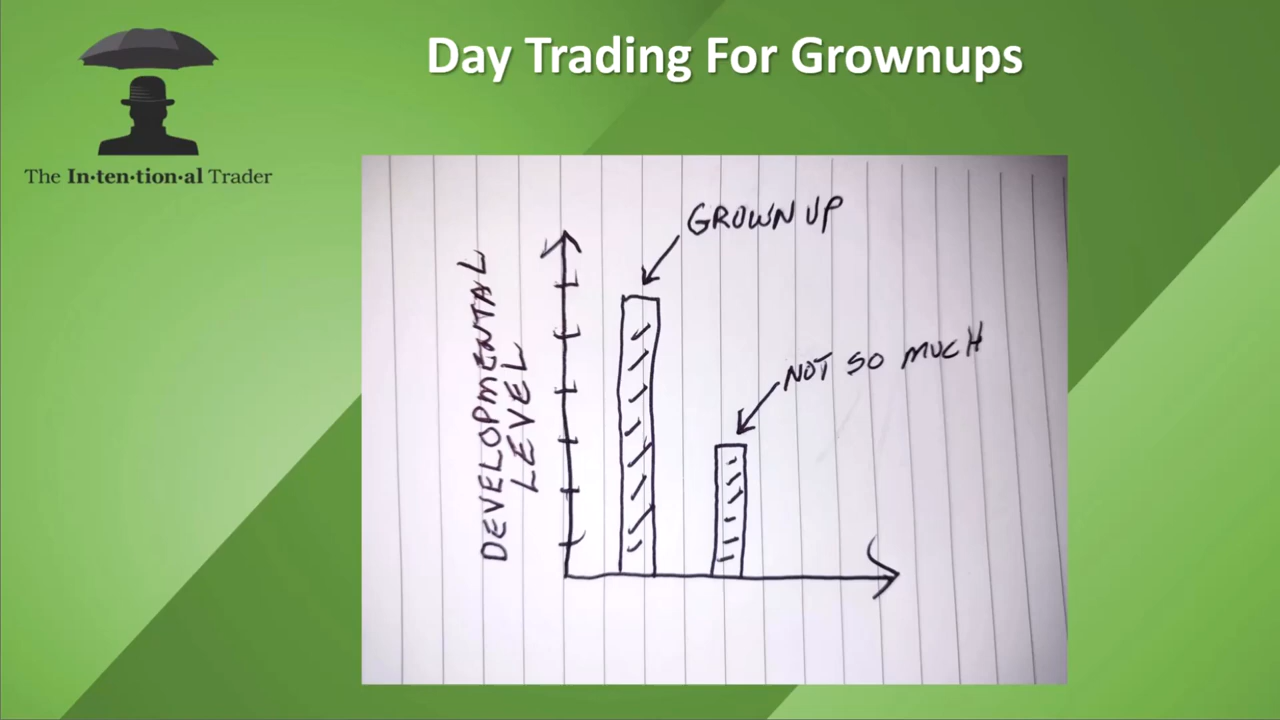 Day Trading For Grownups
The In•ten•tion•al Trader
GROWN UP
NOT SO MUCH
DEVELOPMENTAL
LEVEL